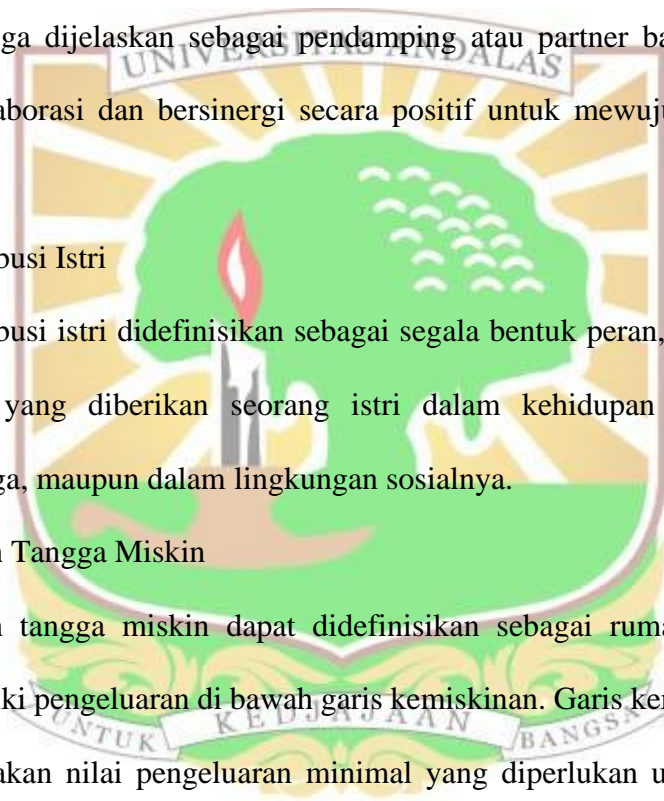 ga dijelaskan sebagai pendamping atau partner ba
UNIVERSITAS ANDALAS
aborasi dan bersinergi secara positif untuk mewuju
busi Istri
busi istri didefinisikan sebagai segala bentuk peran,
yang diberikan seorang istri dalam kehidupan
ga, maupun dalam lingkungan sosialnya.
n Tangga Miskin
n tangga miskin dapat didefinisikan sebagai ruma
ki pengeluaran di bawah garis kemiskinan. Garis ker
UNTUK KEDJAJAAN BANGSA
akan nilai pengeluaran minimal yang diperlukan u